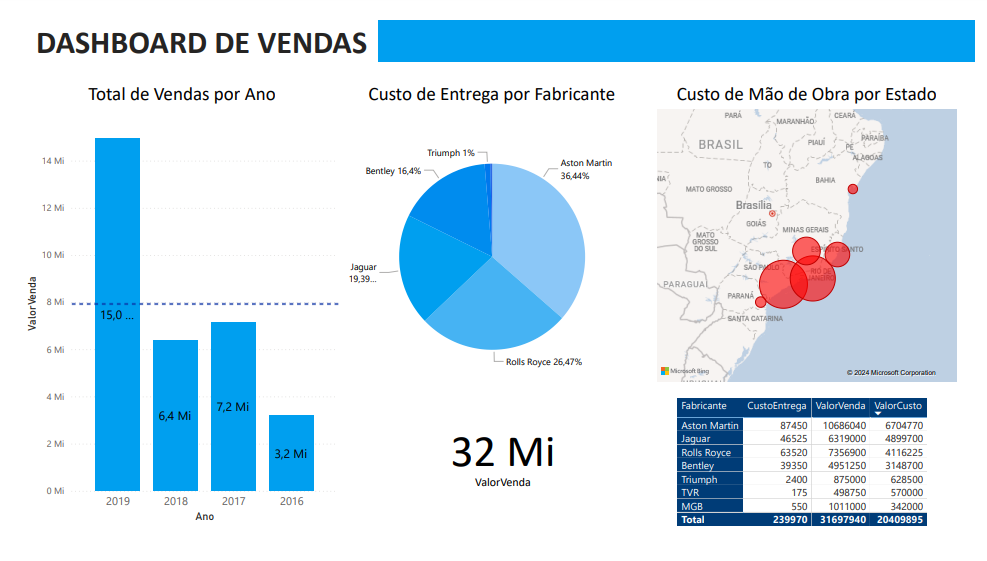 DASHBOARD DE VENDAS
Total de Vendas por Ano
14 Mi
12 Mi
10 Mi
8 Mi
6 Mi
4 Mi
2 Mi
0 Mi
ValorVenda
15,0 ...
6,4 Mi
7,2 Mi
3,2 Mi
2019 2018 2017 2016
Ano
Custo de Entrega por Fabricante
Triumph 1%
Aston Martin
36,44%
Bentley 16,4%
Jaguar
19,39...
Rolls Royce 26,47%
32 Mi
ValorVenda
Custo de Mão de Obra por Estado
PARÁ
MARANHÃO
CEARÁ
BRASIL
PIAUÍ
PARAÍBA
PE
ALAGOAS
TO
BAHIA
MATO GROSSO
Brasília
GOIÁS
MATO
GROSSO
DO SUL
MINAS GERAIS
ESPÍRITO SANTO
SÃO PAULO
RIO DE
JANEIRO
PARAGUAI
PARANÁ
SANTA CATARINA
Microsoft Bing
© 2024 Microsoft Corporation
Fabricante CustoEntrega ValorVenda ValorCusto
Aston Martin 87450 10686040 6704770
Jaguar 46525 6319000 4899700
Rolls Royce 63520 7356900 4116225
Bentley 39350 4951250 3148700
Triumph 2400 875000 628500
TVR 175 498750 570000
MGB 550 1011000 342000
Total 239970 31697940 20409895